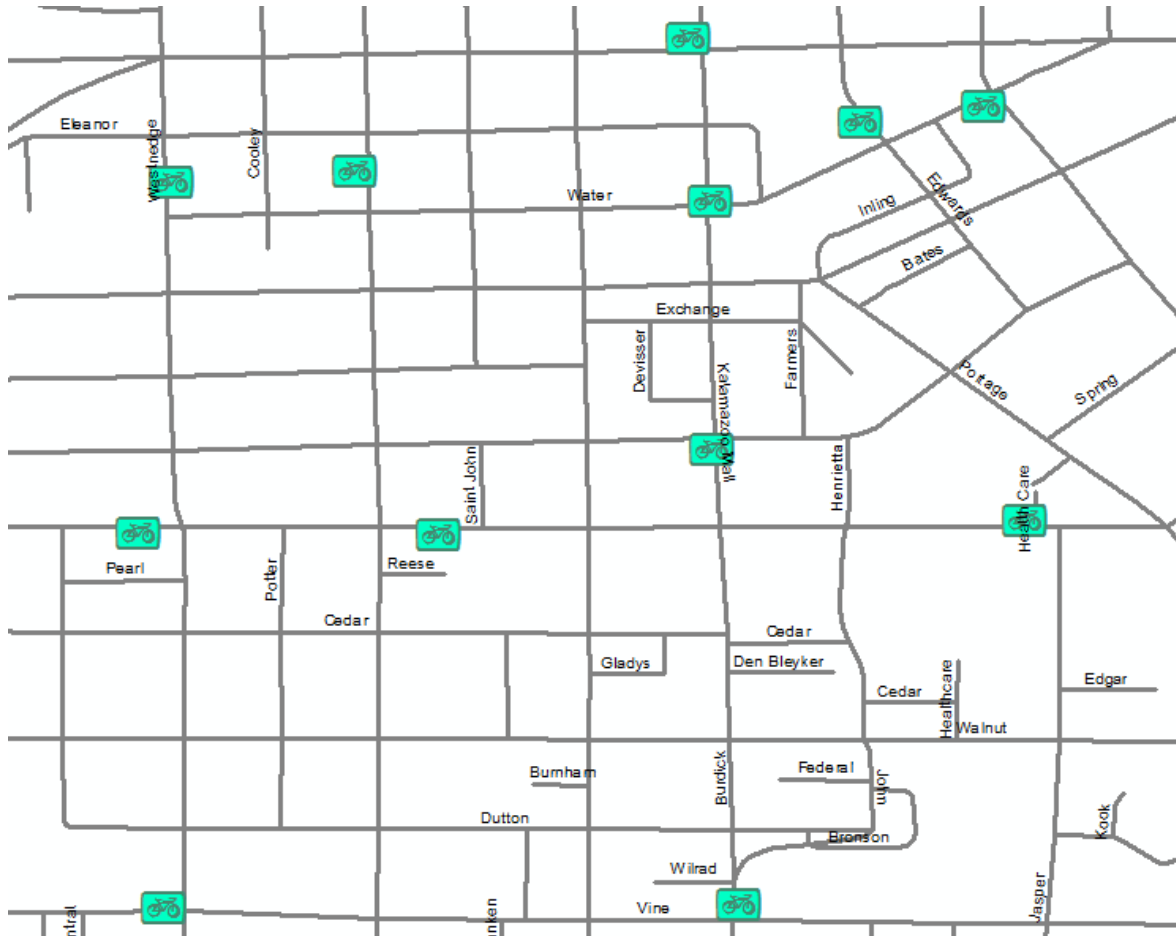 Eleanor
Westnedge
Cooley
Water
Edwards
Inling
Bates
Exchange
Devisser
Kalamazoo Mall
Farmers
Portage
Spring
Saint John
Henrietta
Health Care
Pearl
Potter
Reese
Cedar
Cedar
Gladys
Den Bleyker
Cedar
Healthcare
Edgar
Walnut
Burnham
Burdick
Federal
John
Dutton
Bronson
Kook
Wilrad
Vine
Jasper
ntral
nken